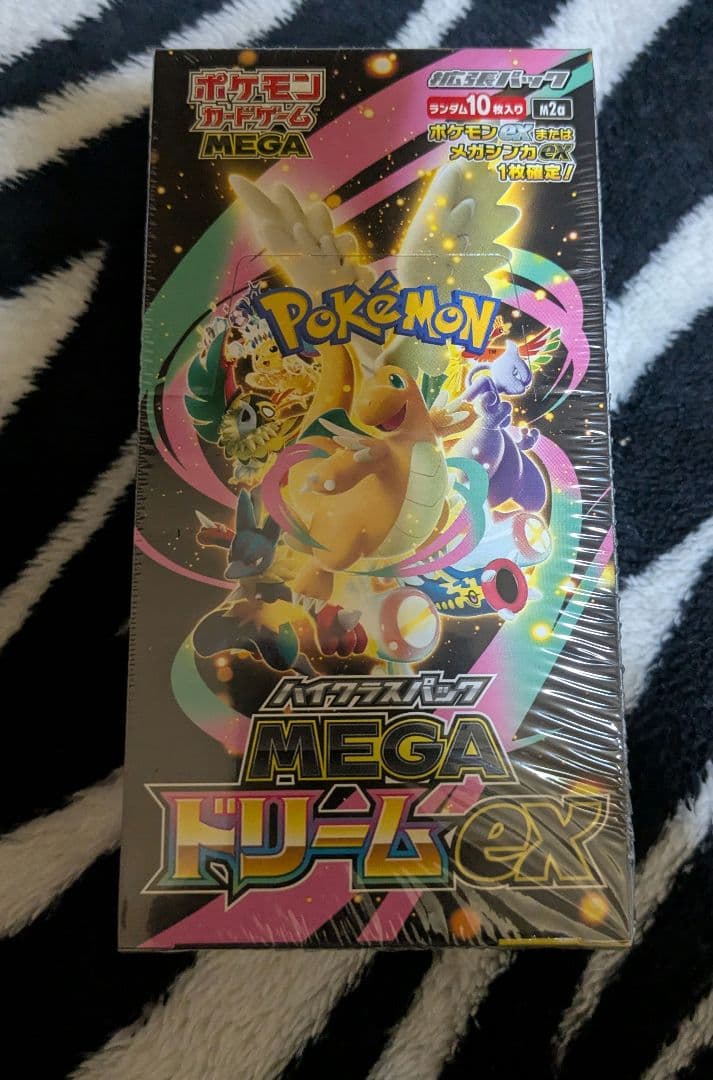 ポケモン
カードゲーム
MEGA
拡張パック
ランダム10枚入り
M2a
ポケモンexまたは
メガシンカex
1枚確定!
POKéMON
TM
ハイクラスパック
MEGA
ドリームex